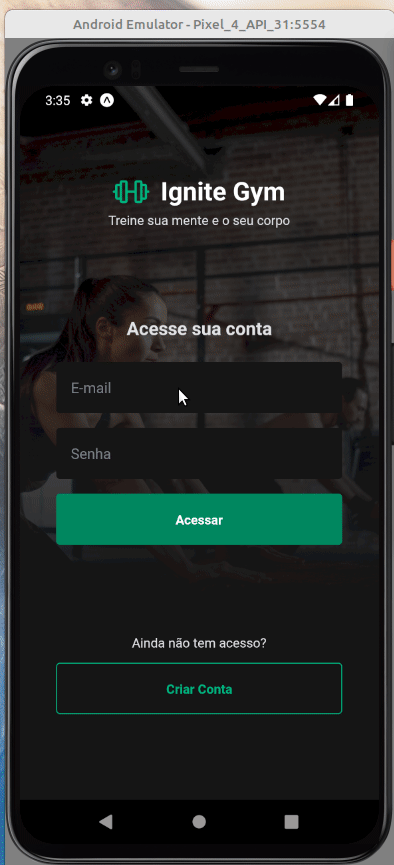 Android Emulator - Pixel_4_API_31:5554
3:35
Ignite Gym
Treine sua mente e o seu corpo
Acesse sua conta
E-mail
Senha
Acessar
Ainda não tem acesso?
Criar Conta